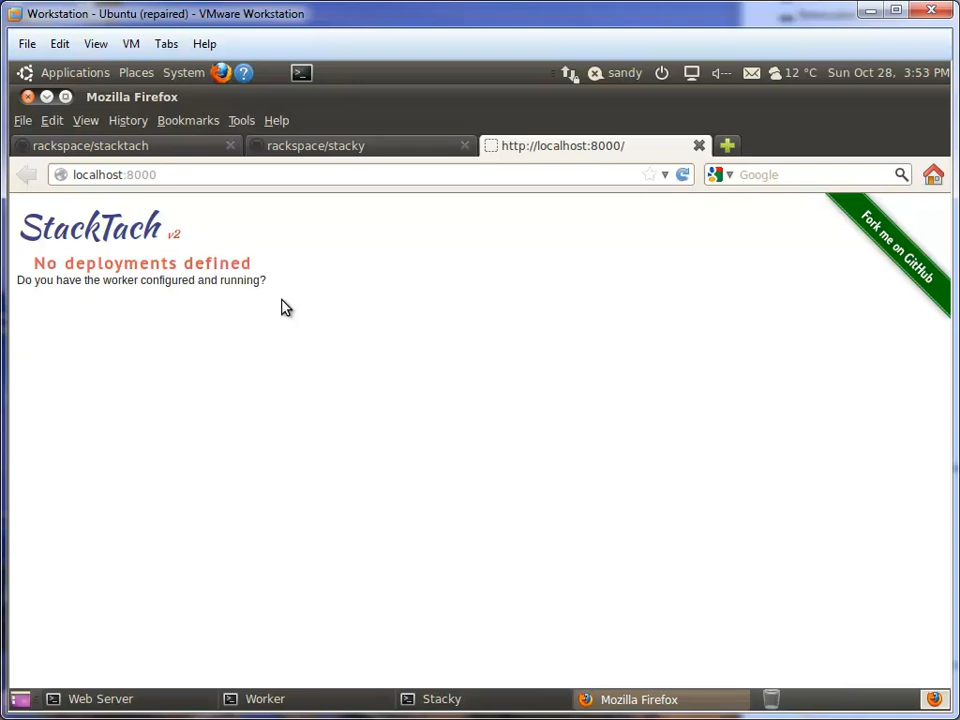 Workstation - Ubuntu (repaired) - VMware Workstation
File Edit View VM Tabs Help
Applications Places System ? >_ sandy 12 °C Sun Oct 28, 3:53 PM
Mozilla Firefox
File Edit View History Bookmarks Tools Help
rackspace/stacktach rackspace/stacky http://localhost:8000/
localhost:8000 Google
StackTach v2
Fork me on GitHub
No deployments defined
Do you have the worker configured and running?
Web Server Worker Stacky Mozilla Firefox